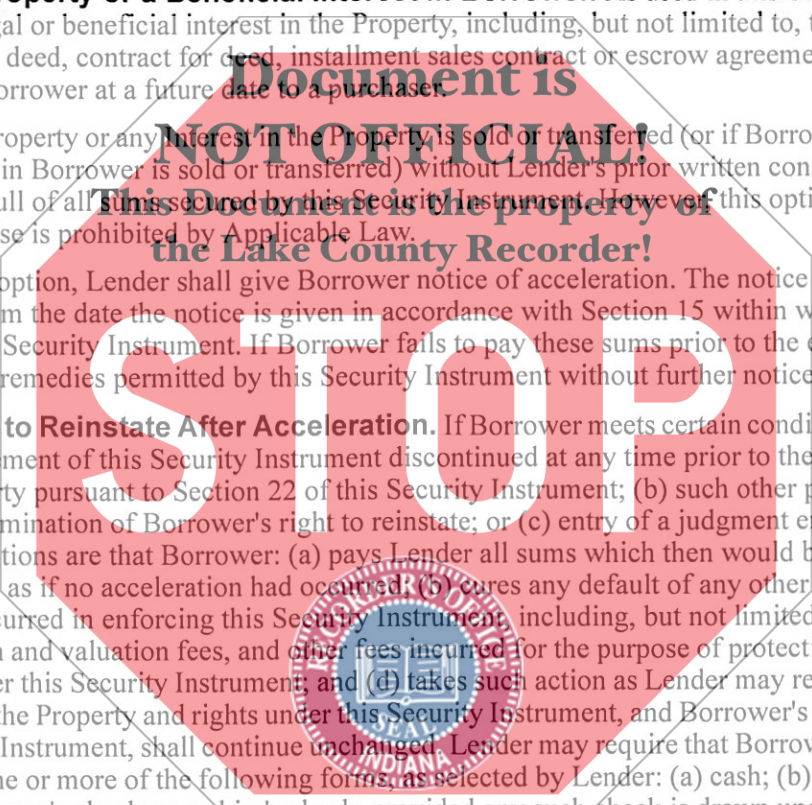 operty or a Beneficial Interest in Borrower. As used in this
gal or beneficial interest in the Property, including, but not limited to,
deed, contract for deed, installment sales contract or escrow agreeme
orrower at a future date to a purchaser.
Document is
roperty or any Interest in the Property is sold or transferred (or if Borro
NOT OFFICIAL!
in Borrower is sold or transferred) without Lender's prior written con
ull of all sums secured by this Security Instrument. However, this opti
This Document is the property of
se is prohibited by Applicable Law.
the Lake County Recorder!
option, Lender shall give Borrower notice of acceleration. The notice
m the date the notice is given in accordance with Section 15 within w
Security Instrument. If Borrower fails to pay these sums prior to the e
remedies permitted by this Security Instrument without further notice
STOP
to Reinstate After Acceleration. If Borrower meets certain condi
ment of this Security Instrument discontinued at any time prior to the
ty pursuant to Section 22 of this Security Instrument; (b) such other p
mination of Borrower's right to reinstate; or (c) entry of a judgment e
tions are that Borrower: (a) pays Lender all sums which then would b
as if no acceleration had occurred; (b) cures any default of any other
urred in enforcing this Security Instrument, including, but not limited
n and valuation fees, and other fees incurred for the purpose of protect
er this Security Instrument; and (d) takes such action as Lender may re
the Property and rights under this Security Instrument, and Borrower's
Instrument, shall continue unchanged. Lender may require that Borrow
ne or more of the following forms, as selected by Lender: (a) cash; (b)
SEAL
INDIANA